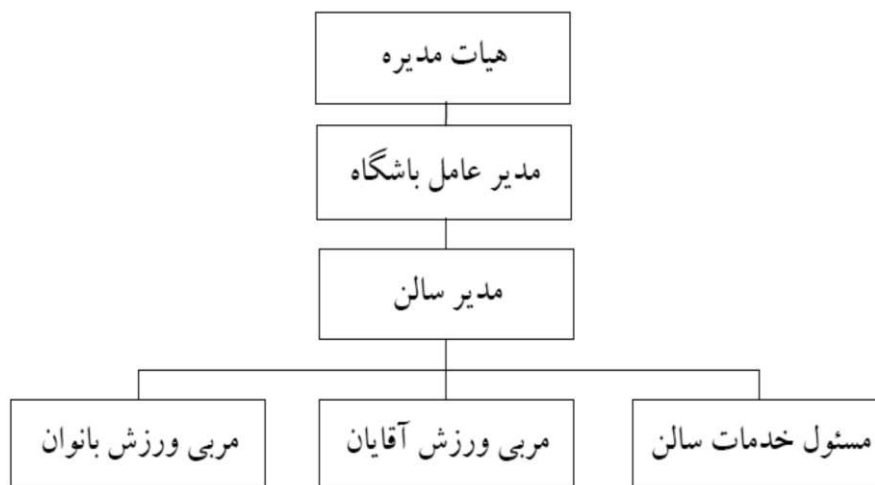 هیات مدیره
مدیر عامل باشگاه
مدیر سالن
مسئول خدمات سالن
مربی ورزش آقایان
مربی ورزش بانوان